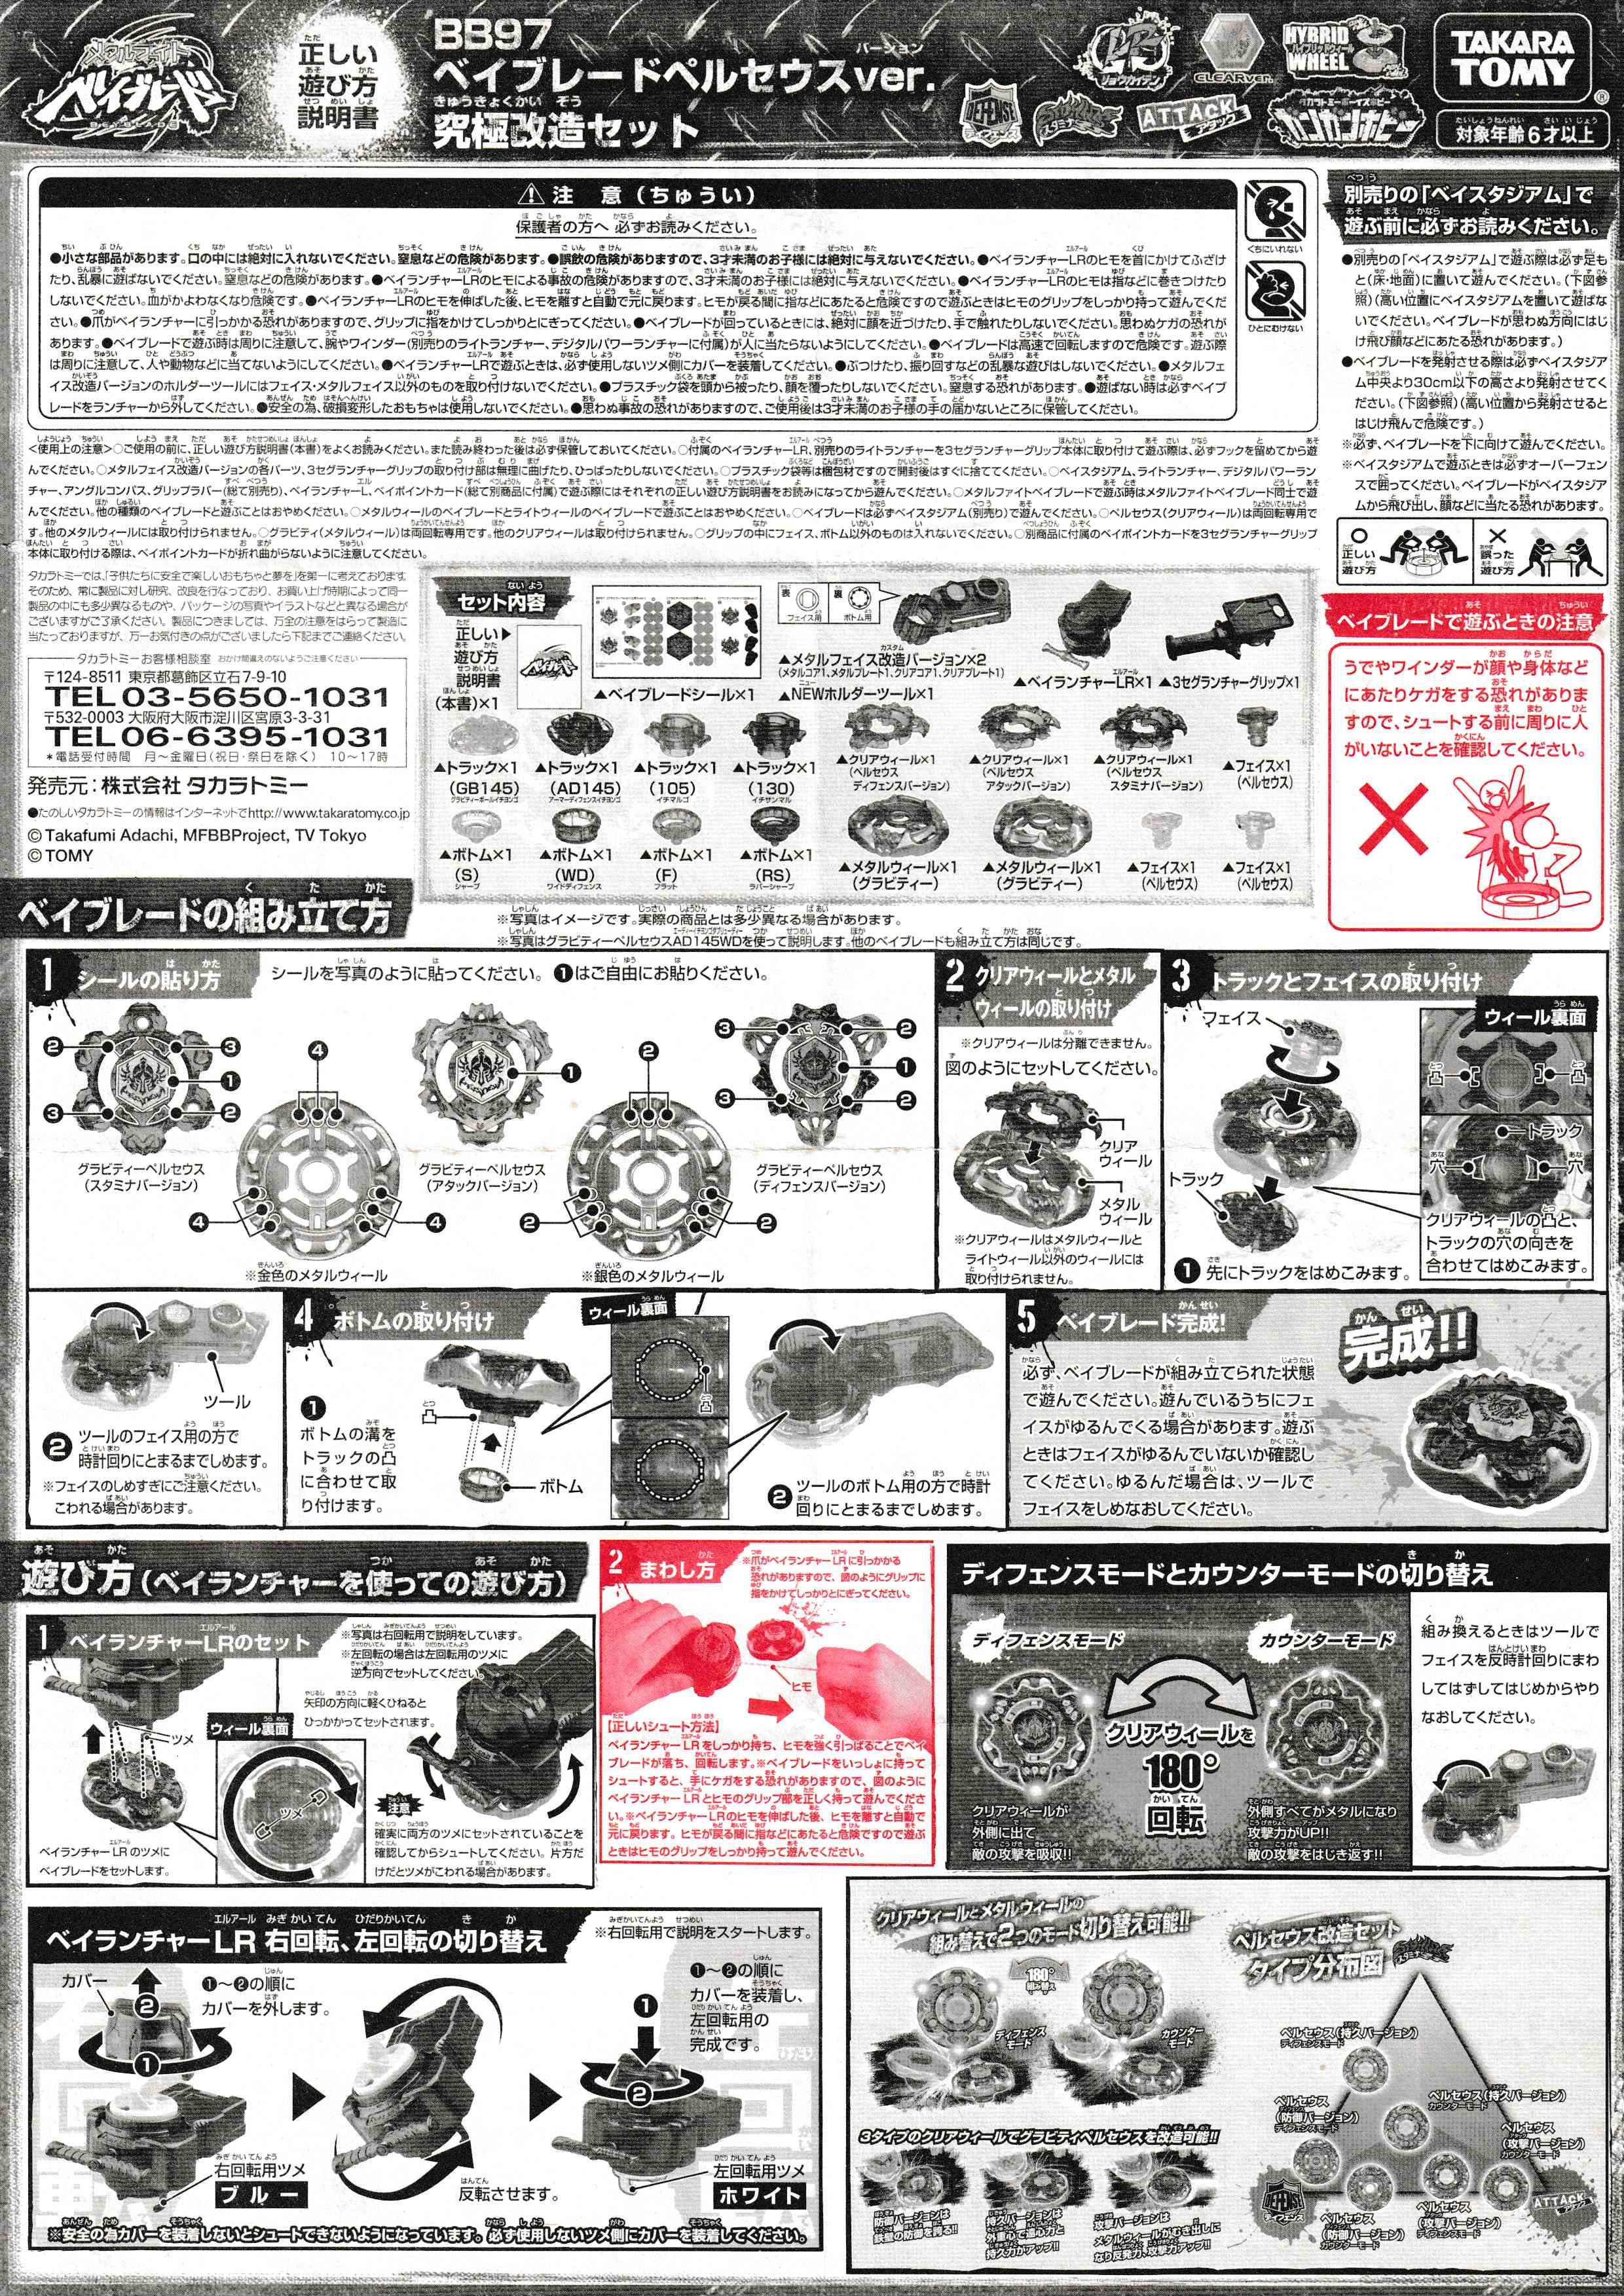 メタルファイト
ベイブレード
正しい
遊び方
説明書
BB97
ベイブレードペルセウスver.
究極改造セット
リョウカイテン
CLEARver.
HYBRID WHEEL
ハイブリッドウィール
DEFENSE
ディフェンス
スタミナ
ATTACK
アタック
タカラトミーボーイズホビー
ガンガンホビー
TAKARA TOMY
対象年齢6才以上
注 意(ちゅうい)
保護者の方へ 必ずお読みください。
●小さな部品があります。口の中には絶対に入れないでください。窒息などの危険があります。●誤飲の危険がありますので、3才未満のお子様には絶対に与えないでください。●ベイランチャーLRのヒモを首にかけてふざけ
たり、乱暴に遊ばないでください。窒息などの危険があります。●ベイランチャーLRのヒモによる事故の危険がありますので、3才未満のお子様には絶対に与えないでください。●ベイランチャーLRのヒモは指などに巻きつけたり
しないでください。血がかよわなくなり危険です。●ベイランチャーLRのヒモを伸ばした後、ヒモを離すと自動で元に戻ります。ヒモが戻る間に指などにあたると危険ですので遊ぶときはヒモのグリップをしっかり持って遊んでくだ
さい。●爪がベイランチャーに引っかかる恐れがありますので、グリップに指をかけてしっかりとにぎってください。●ベイブレードが回っているときには、絶対に顔を近づけたり、手で触れたりしないでください。思わぬケガの恐れが
あります。●ベイブレードで遊ぶ時は周りに注意して、腕やワインダー(別売りのライトランチャー、デジタルパワーランチャーに付属)が人に当たらないようにしてください。●ベイブレードは高速で回転しますので危険です。遊ぶ際
は周りに注意して、人や動物などに当てないようにしてください。●ベイランチャーLRで遊ぶときは、必ず使用しないツメ側にカバーを装着してください。●ぶつけたり、振り回すなどの乱暴な遊びはしないでください。●メタルフェ
イス改造バージョンのホルダーツールにはフェイス・メタルフェイス以外のものを取り付けないでください。●プラスチック袋を頭から被ったり、顔を覆ったりしないでください。窒息する恐れがあります。●遊ばない時は必ずベイブ
レードをランチャーから外してください。●安全の為、破損変形したおもちゃは使用しないでください。●思わぬ事故の恐れがありますので、ご使用後は3才未満のお子様の手の届かないところに保管してください。
くちにいれない
ひとにむけない
<使用上の注意>○ご使用の前に、正しい遊び方説明書(本書)をよくお読みください。また読み終わった後は必ず保管しておいてください。○付属のベイランチャーLR、別売りのライトランチャーを3セグランチャーグリップ本体に取り付けて遊ぶ際は、必ずフックを留めてから遊
んでください。○メタルフェイス改造バージョンの各パーツ、3セグランチャーグリップの取り付け部は無理に曲げたり、ひっぱったりしないでください。○プラスチック袋等は梱包材ですので開封後はすぐに捨ててください。○ベイスタジアム、ライトランチャー、デジタルパワーラン
チャー、アングルコンパス、グリップラバー(総て別売り)、ベイランチャーL、ベイポイントカード(総て別商品に付属)で遊ぶ際にはそれぞれの正しい遊び方説明書をお読みになってから遊んでください。○メタルファイトベイブレードで遊ぶ時はメタルファイトベイブレード同士で遊
んでください。他の種類のベイブレードと遊ぶことはおやめください。○メタルウィールのベイブレードとライトウィールのベイブレードで遊ぶことはおやめください。○ベイブレードは必ずベイスタジアム(別売り)で遊んでください。○ペルセウス(クリアウィール)は両回転専用で
す。他のメタルウィールには取り付けられません。○グラビティ(メタルウィール)は両回転専用です。他のクリアウィールは取り付けられません。○グリップの中にフェイス、ボトム以外のものは入れないでください。○別商品に付属のベイポイントカードを3セグランチャーグリップ
本体に取り付ける際は、ベイポイントカードが折れ曲がらないように注意してください。
別売りの「ベイスタジアム」で
遊ぶ前に必ずお読みください。
●別売りの「ベイスタジアム」で遊ぶ際は必ず足も
と(床・地面)に置いて遊んでください。(下図参
照)(高い位置にベイスタジアムを置いて遊ばな
いでください。ベイブレードが思わぬ方向にはじ
け飛び顔などにあたる恐れがあります。)
●ベイブレードを発射させる際は必ずベイスタジア
ム中央より30cm以下の高さより発射させてく
ださい。(下図参照)(高い位置から発射させると
はじけ飛んで危険です。)
※必ず、ベイブレードを下に向けて遊んでください。
※ベイスタジアムで遊ぶときは必ずオーバーフェン
スで囲ってください。ベイブレードがベイスタジア
ムから飛び出し、顔などに当たる恐れがあります。
○ 正しい遊び方
× 誤った遊び方
ベイブレードで遊ぶときの注意
うでやワインダーが顔や身体など
にあたりケガをする恐れがありま
すので、シュートする前に周りに人
がいないことを確認してください。
タカラトミーでは、「子供たちに安全で楽しいおもちゃと夢を」を第一に考えております。
そのため、常に製品に対し研究、改良を行なっており、お買い上げ時期によって同一
製品の中にも多少異なるものや、パッケージの写真やイラストなどと異なる場合が
ございますがご了承ください。製品につきましては、万全の注意をはらって製造に
当たっておりますが、万一お気付きの点がございましたら下記までご連絡ください。
タカラトミーお客様相談室 おかけ間違えのないようご注意ください
〒124-8511 東京都葛飾区立石7-9-10
TEL 03-5650-1031
〒532-0003 大阪府大阪市淀川区宮原3-3-31
TEL 06-6395-1031
*電話受付時間 月〜金曜日(祝日・祭日を除く) 10〜17時
発売元:株式会社 タカラトミー
●たのしいタカラトミーの情報はインターネットで http://www.takaratomy.co.jp
© Takafumi Adachi, MFBBProject, TV Tokyo
© TOMY
セット内容
正しい▶
遊び方
説明書
(本書)×1
▲ベイブレードシール×1
表 フェイス用
裏 ボトム用
▲メタルフェイス改造バージョン×2
(メタルコア1、メタルプレート1、クリアコア1、クリアプレート1)
▲NEWホルダーツール×1
▲ベイランチャーLR×1
▲3セグランチャーグリップ×1
▲トラック×1
(GB145)
グラビティーボールイチヨンゴ
▲トラック×1
(AD145)
アーマーディフェンスイチヨンゴ
▲トラック×1
(105)
イチマルゴ
▲トラック×1
(130)
イチサンマル
▲クリアウィール×1
(ペルセウス
ディフェンスバージョン)
▲クリアウィール×1
(ペルセウス
アタックバージョン)
▲クリアウィール×1
(ペルセウス
スタミナバージョン)
▲フェイス×1
(ペルセウス)
▲ボトム×1
(S)
シャープ
▲ボトム×1
(WD)
ワイドディフェンス
▲ボトム×1
(F)
フラット
▲ボトム×1
(RS)
ラバーシャープ
▲メタルウィール×1
(グラビティー)
▲メタルウィール×1
(グラビティー)
▲フェイス×1
(ペルセウス)
▲フェイス×1
(ペルセウス)
※写真はイメージです。実際の商品とは多少異なる場合があります。
※写真はグラビティーペルセウスAD145WDを使って説明します。他のベイブレードも組み立て方は同じです。
ベイブレードの組み立て方
1 シールの貼り方
シールを写真のように貼ってください。❶はご自由にお貼りください。
グラビティーペルセウス
(スタミナバージョン)
※金色のメタルウィール
グラビティーペルセウス
(アタックバージョン)
※銀色のメタルウィール
グラビティーペルセウス
(ディフェンスバージョン)
2 クリアウィールとメタル
ウィールの取り付け
※クリアウィールは分離できません。
図のようにセットしてください。
クリア
ウィール
メタル
ウィール
※クリアウィールはメタルウィールと
ライトウィール以外のウィールには
取り付けられません。
3 トラックとフェイスの取り付け
フェイス
トラック
❶ 先にトラックをはめこみます。
ウィール裏面
凸 凸
トラック
穴 穴
クリアウィールの凸と、
トラックの穴の向きを
合わせてはめこみます。
ツール
❷ ツールのフェイス用の方で
時計回りにとまるまでしめます。
※フェイスのしめすぎにご注意ください。
こわれる場合があります。
4 ボトムの取り付け
❶
ボトムの溝を
トラックの凸
に合わせて取
り付けます。
凸
ボトム
ウィール裏面
凸
❷ ツールのボトム用の方で時計
回りにとまるまでしめます。
5 ベイブレード完成!
必ず、ベイブレードが組み立てられた状態
で遊んでください。遊んでいるうちにフェ
イスがゆるんでくる場合があります。遊ぶ
ときはフェイスがゆるんでいないか確認し
てください。ゆるんだ場合は、ツールで
フェイスをしめなおしてください。
完成!!
遊び方(ベイランチャーを使っての遊び方)
1 ベイランチャーLRのセット
※写真は右回転用で説明をしています。
※左回転の場合は左回転用のツメに
逆方向でセットしてください。
矢印の方向に軽くひねると
ひっかかってセットされます。
ツメ
ウィール裏面
ツメ
ベイランチャーLRのツメに
ベイブレードをセットします。
注意
確実に両方のツメにセットされていることを
確認してからシュートしてください。片方だ
けだとツメがこわれる場合があります。
2 まわし方
※爪がベイランチャーLRに引っかかる
恐れがありますので、図のようにグリップに
指をかけてしっかりとにぎってください。
ヒモ
【正しいシュート方法】
ベイランチャーLRをしっかり持ち、ヒモを強く引っぱることでベイ
ブレードが落ち、回転します。※ベイブレードをいっしょに持って
シュートすると、手にケガをする恐れがありますので、図のように
ベイランチャーLRとヒモのグリップ部を正しく持って遊んでくださ
い。※ベイランチャーLRのヒモを伸ばした後、ヒモを離すと自動で
元に戻ります。ヒモが戻る間に指などにあたると危険ですので遊ぶ
ときはヒモのグリップをしっかり持って遊んでください。
ディフェンスモードとカウンターモードの切り替え
ディフェンスモード
カウンターモード
クリアウィールを
180°
回転
クリアウィールが
外側に出て、
敵の攻撃を吸収!!
外側すべてがメタルになり
攻撃力がUP!!
敵の攻撃をはじき返す!!
組み換えるときはツールで
フェイスを反時計回りにまわ
してはずしてはじめからやり
なおしてください。
ベイランチャーLR 右回転、左回転の切り替え
※右回転用で説明をスタートします。
カバー
❶〜❷の順に
カバーを外します。
右回転用ツメ
ブルー
反転させます。
❶〜❷の順に
カバーを装着し、
左回転用の
完成です。
左回転用ツメ
ホワイト
※安全の為カバーを装着しないとシュートできないようになっています。必ず使用しないツメ側にカバーを装着してください。
クリアウィールとメタルウィールの
組み替えで2つのモード切り替え可能!!
180°
組み替え
ディフェンス
モード
カウンター
モード
3タイプのクリアウィールでグラビティペルセウスを改造可能!!
防御バージョンは
鉄壁の防御を誇る!!
持久バージョンは
外重心で遠心力と
持久力がアップ!!
攻撃バージョンは
メタルウィールがむき出しに
なり反発力、攻撃力アップ!!
ペルセウス改造セット
タイプ分布図
スタミナ
ペルセウス(持久バージョン)
ディフェンスモード
ペルセウス(持久バージョン)
カウンターモード
ペルセウス
(防御バージョン)
ディフェンスモード
ペルセウス
(攻撃バージョン)
カウンターモード
ペルセウス
(防御バージョン)
カウンターモード
ペルセウス
(攻撃バージョン)
ディフェンスモード
DEFENSE
ディフェンス
ATTACK
アタック